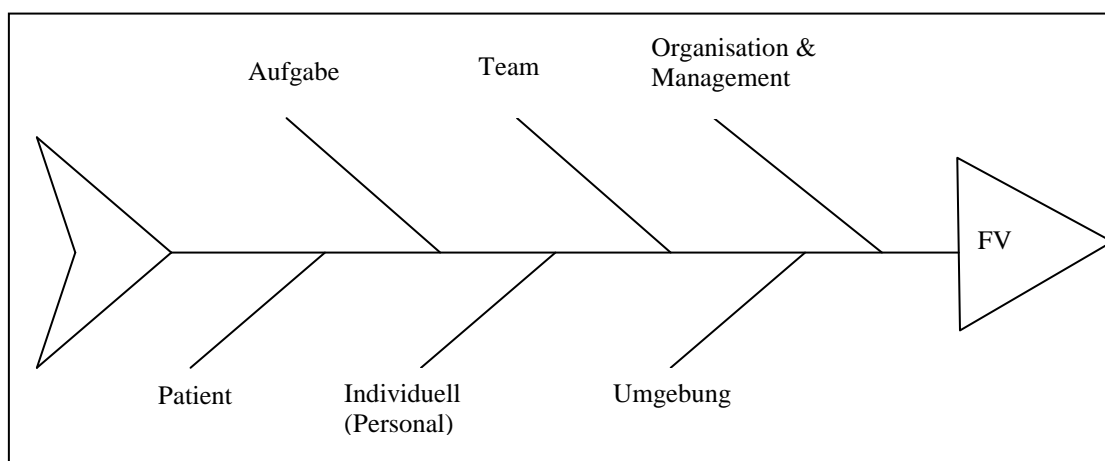 Aufgabe
Team
Organisation &
Management
FV
Patient
Individuell
(Personal)
Umgebung